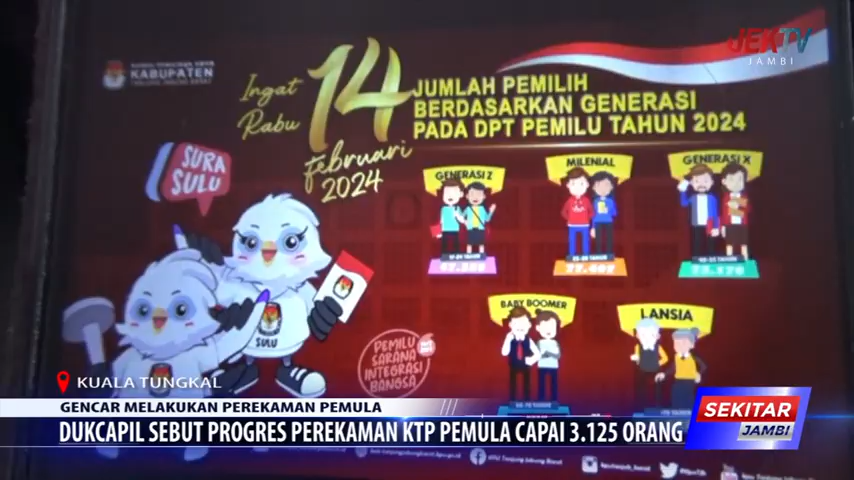 JEKTV
JAMBI
KABUPATEN
Ingat
Rabu
14
februari
2024
JUMLAH PEMILIH
BERDASARKAN GENERASI
PADA DPT PEMILU TAHUN 2024
SURA
SULU
GENERASI Z
MILENIAL
GENERASI X
BABY BOOMER
LANSIA
SULU
PEMILU
SARANA
INTEGRASI
BANGSA
KUALA TUNGKAL
GENCAR MELAKUKAN PEREKAMAN PEMULA
DUKCAPIL SEBUT PROGRES PEREKAMAN KTP PEMULA CAPAI 3.125 ORANG
SEKITAR
JAMBI